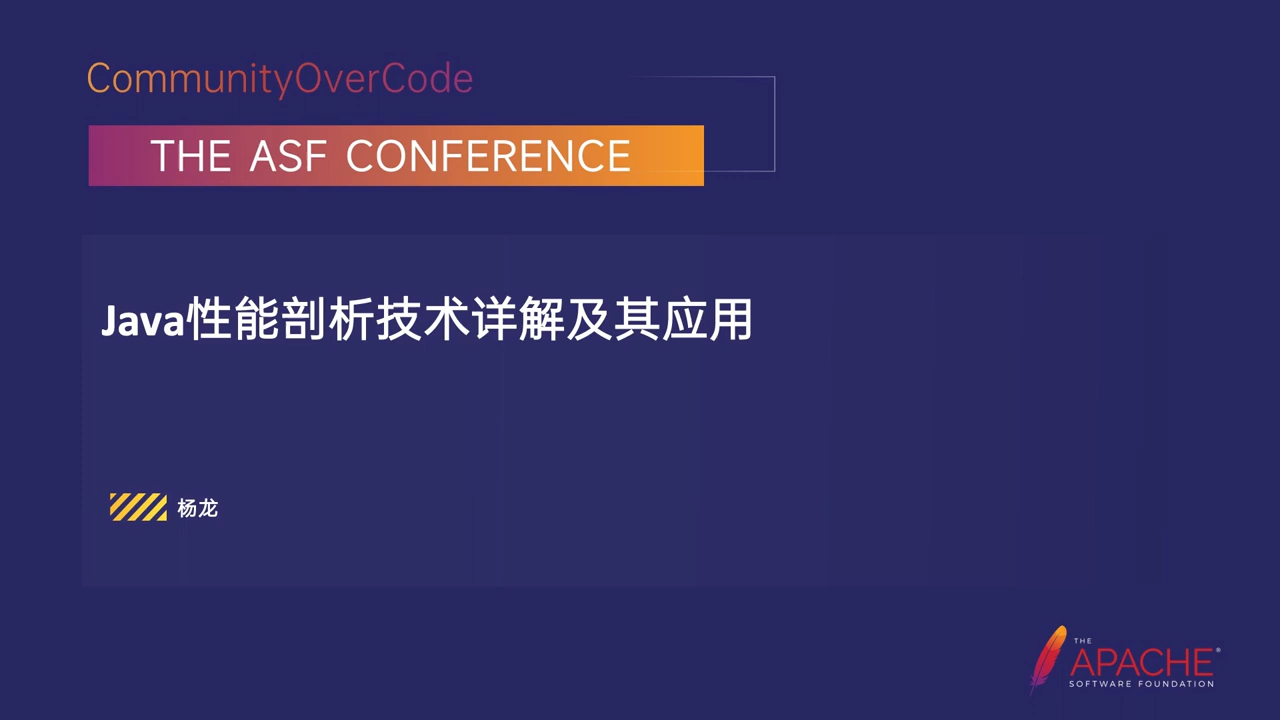 CommunityOverCode
THE ASF CONFERENCE
Java性能剖析技术详解及其应用
杨龙
THE
APACHE®
SOFTWARE FOUNDATION